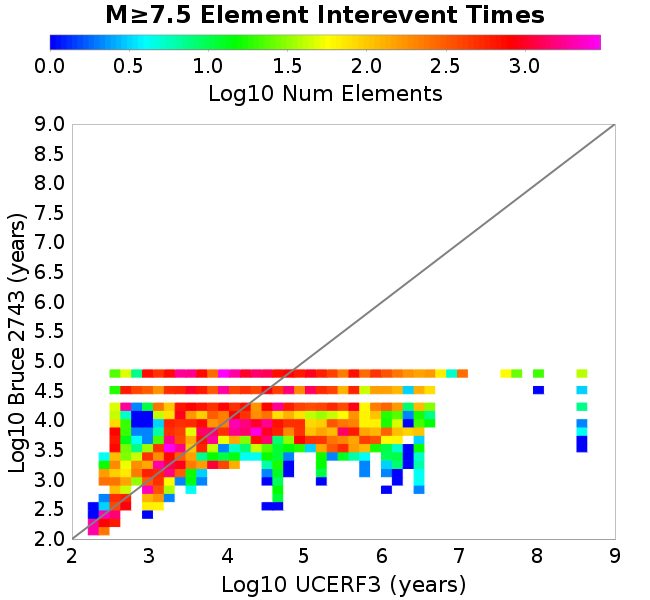 M≥7.5 Element Interevent Times
0.0 0.5 1.0 1.5 2.0 2.5 3.0
Log10 Num Elements
9.0
8.5
8.0
7.5
7.0
6.5
6.0
5.5
5.0
4.5
4.0
3.5
3.0
2.5
2.0
Log10 Bruce 2743 (years)
2 3 4 5 6 7 8 9
Log10 UCERF3 (years)